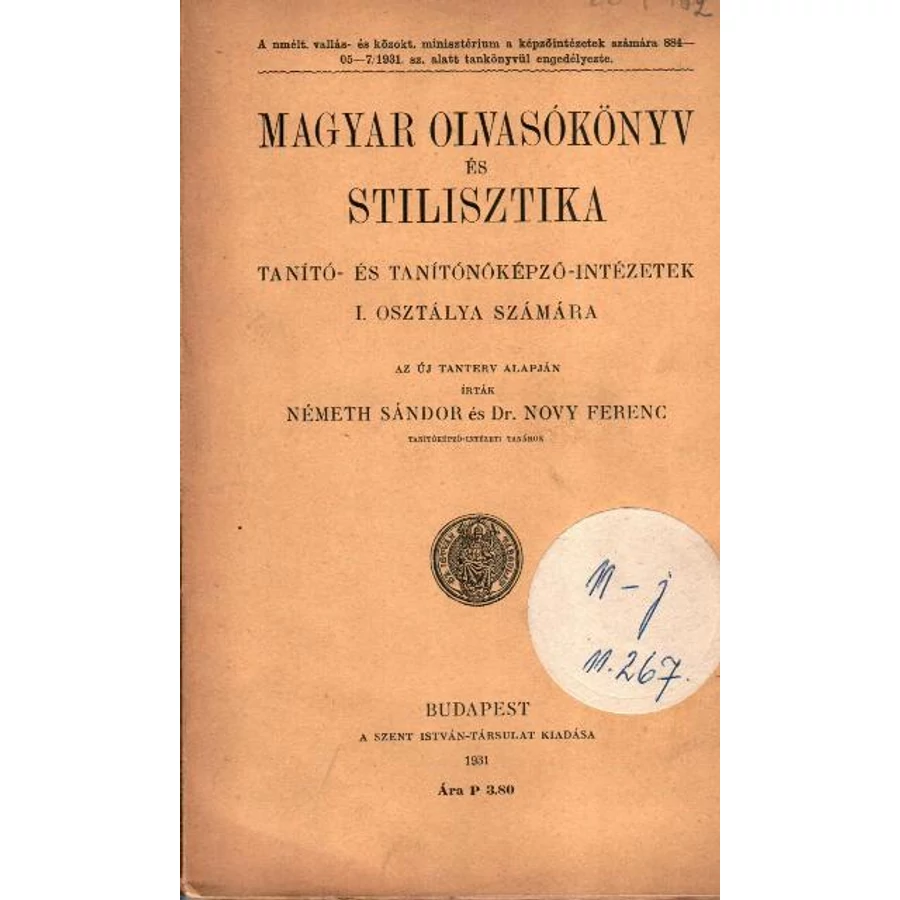 A nmélt. vallás- és közokt. minisztérium a képzőintézetek számára 884—
05—7/1931. sz. alatt tankönyvül engedélyezte.
MAGYAR OLVASÓKÖNYV
ÉS
STILISZTIKA
TANÍTÓ- ÉS TANÍTÓNŐKÉPZŐ-INTÉZETEK
I. OSZTÁLYA SZÁMÁRA
AZ ÚJ TANTERV ALAPJÁN
ÍRTÁK
NÉMETH SÁNDOR és Dr. NOVY FERENC
TANÍTÓKÉPZŐ-INTÉZETI TANÁROK
N – j
N. 267.
BUDAPEST
A SZENT ISTVÁN-TÁRSULAT KIADÁSA
1931
Ára P 3.80